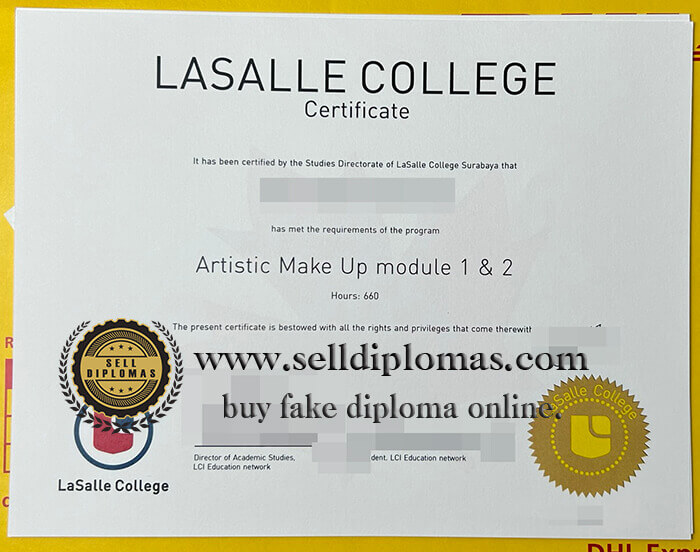 LASALLE COLLEGE
Certificate
It has been certified by the Studies Directorate of LaSalle College Surabaya that
has met the requirements of the program
Artistic Make Up module 1 & 2
Hours: 660
The present certificate is bestowed with all the rights and privileges that come therewith
SELL
DIPLOMAS
www.selldiplomas.com
buy fake diploma online.
LaSalle College
Director of Academic Studies,
LCI Education network
dent, LCI Education network
LaSalle College